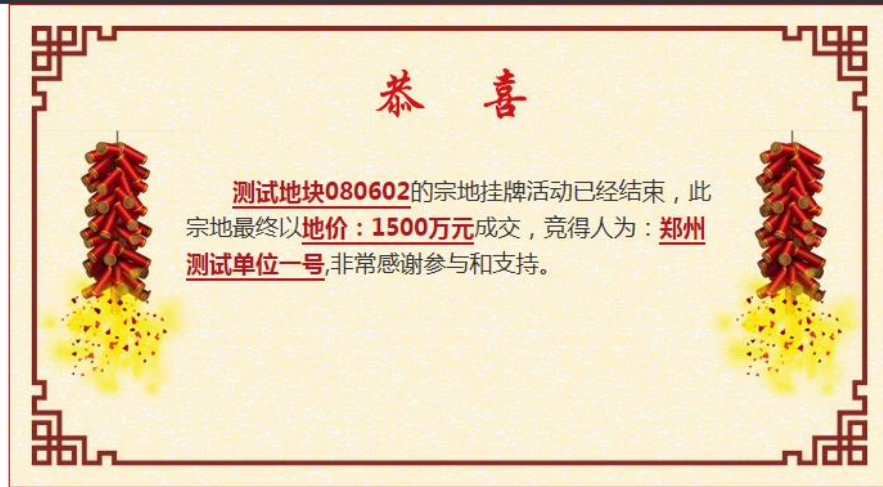 恭 喜
测试地块080602的宗地挂牌活动已经结束，此
宗地最终以地价：1500万元成交，竞得人为：郑州
测试单位一号,非常感谢参与和支持。